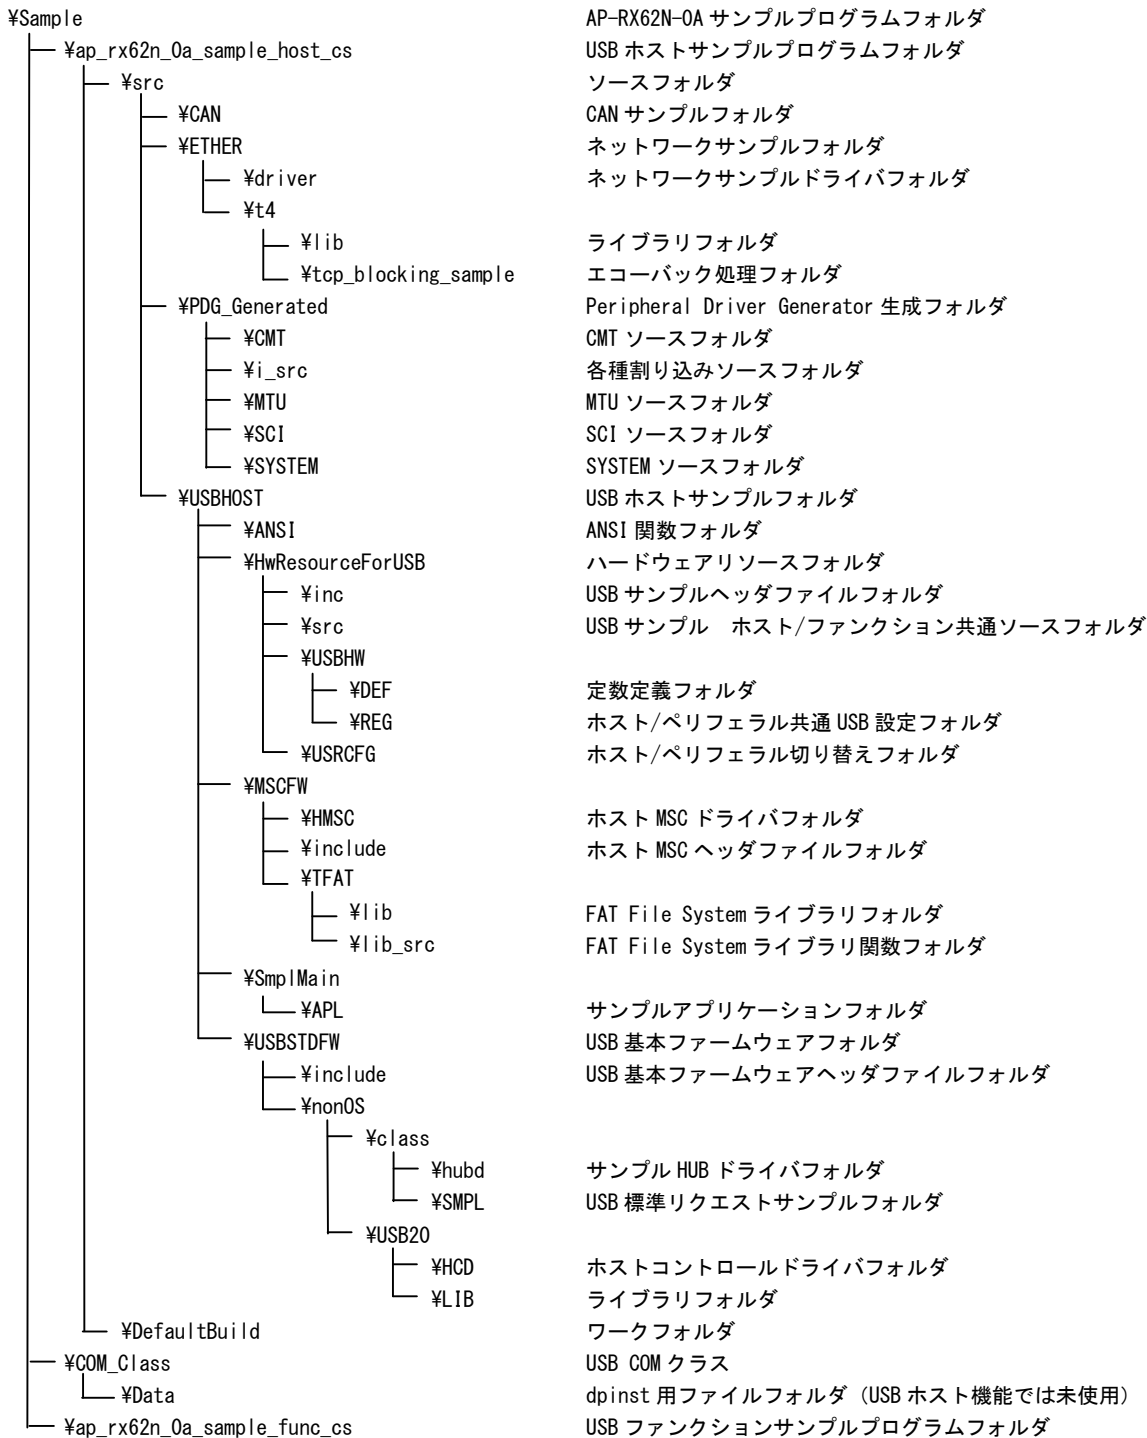 ¥Sample AP-RX62N-0A サンプルプログラムフォルダ
¥ap_rx62n_0a_sample_host_cs USB ホストサンプルプログラムフォルダ
¥src ソースフォルダ
¥CAN CAN サンプルフォルダ
¥ETHER ネットワークサンプルフォルダ
¥driver ネットワークサンプルドライバフォルダ
¥t4
¥lib ライブラリフォルダ
¥tcp_blocking_sample エコーバック処理フォルダ
¥PDG_Generated Peripheral Driver Generator 生成フォルダ
¥CMT CMT ソースフォルダ
¥i_src 各種割り込みソースフォルダ
¥MTU MTU ソースフォルダ
¥SCI SCI ソースフォルダ
¥SYSTEM SYSTEM ソースフォルダ
¥USBHOST USB ホストサンプルフォルダ
¥ANSI ANSI 関数フォルダ
¥HwResourceForUSB ハードウェアリソースフォルダ
¥inc USB サンプルヘッダファイルフォルダ
¥src USB サンプル　ホスト/ファンクション共通ソースフォルダ
¥USBHW
¥DEF 定数定義フォルダ
¥REG ホスト/ペリフェラル共通 USB 設定フォルダ
¥USRCFG ホスト/ペリフェラル切り替えフォルダ
¥MSCFW
¥HMSC ホスト MSC ドライバフォルダ
¥include ホスト MSC ヘッダファイルフォルダ
¥TFAT
¥lib FAT File System ライブラリフォルダ
¥lib_src FAT File System ライブラリ関数フォルダ
¥SmplMain
¥APL サンプルアプリケーションフォルダ
¥USBSTDFW USB 基本ファームウェアフォルダ
¥include USB 基本ファームウェアヘッダファイルフォルダ
¥nonOS
¥class
¥hubd サンプル HUB ドライバフォルダ
¥SMPL USB 標準リクエストサンプルフォルダ
¥USB20
¥HCD ホストコントロールドライバフォルダ
¥LIB ライブラリフォルダ
¥DefaultBuild ワークフォルダ
¥COM_Class USB COM クラス
¥Data dpinst 用ファイルフォルダ（USB ホスト機能では未使用）
¥ap_rx62n_0a_sample_func_cs USB ファンクションサンプルプログラムフォルダ